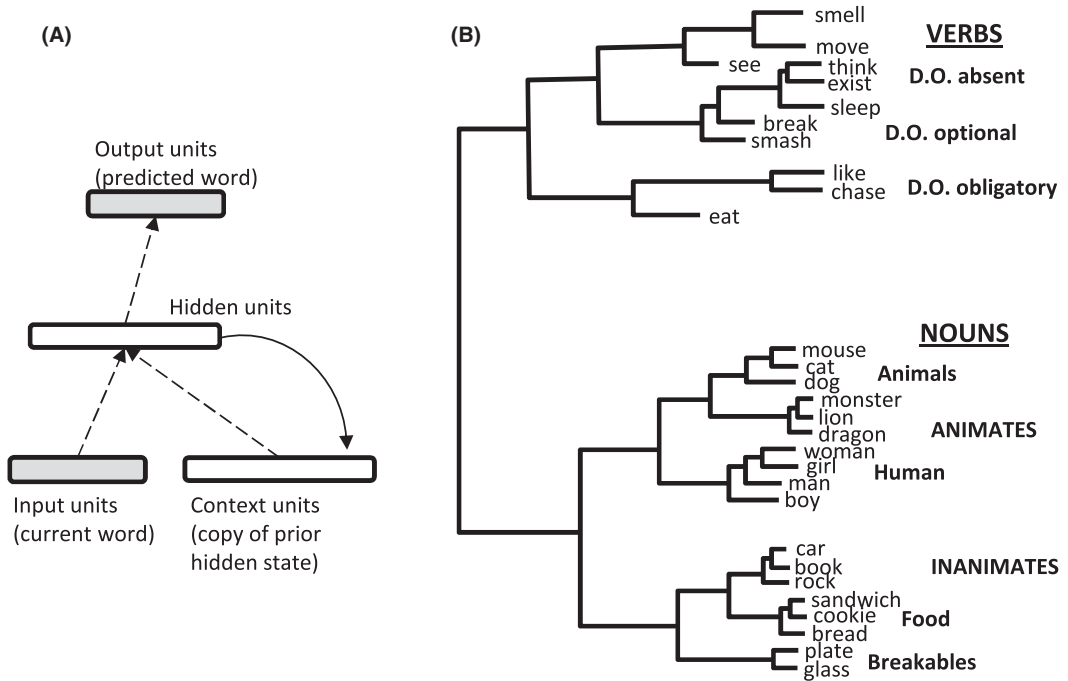 (A)
Output units
(predicted word)
Hidden units
Input units
(current word)
Context units
(copy of prior
hidden state)
(B)
VERBS
smell
move
see
think
exist
D.O. absent
sleep
break
smash
D.O. optional
like
chase
D.O. obligatory
eat
NOUNS
mouse
cat
dog
Animals
monster
lion
dragon
ANIMATES
woman
girl
man
boy
Human
car
book
rock
INANIMATES
sandwich
cookie
bread
Food
plate
glass
Breakables